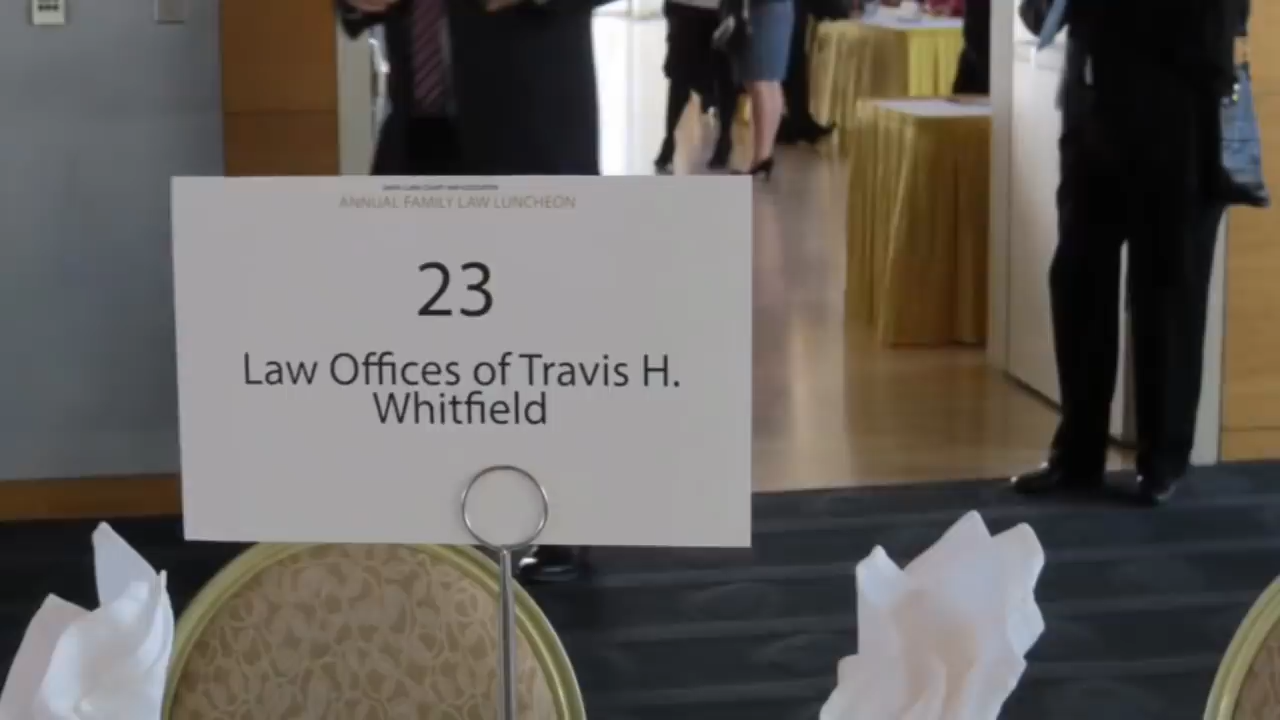 ANNUAL FAMILY LAW LUNCHEON
23
Law Offices of Travis H.
Whitfield